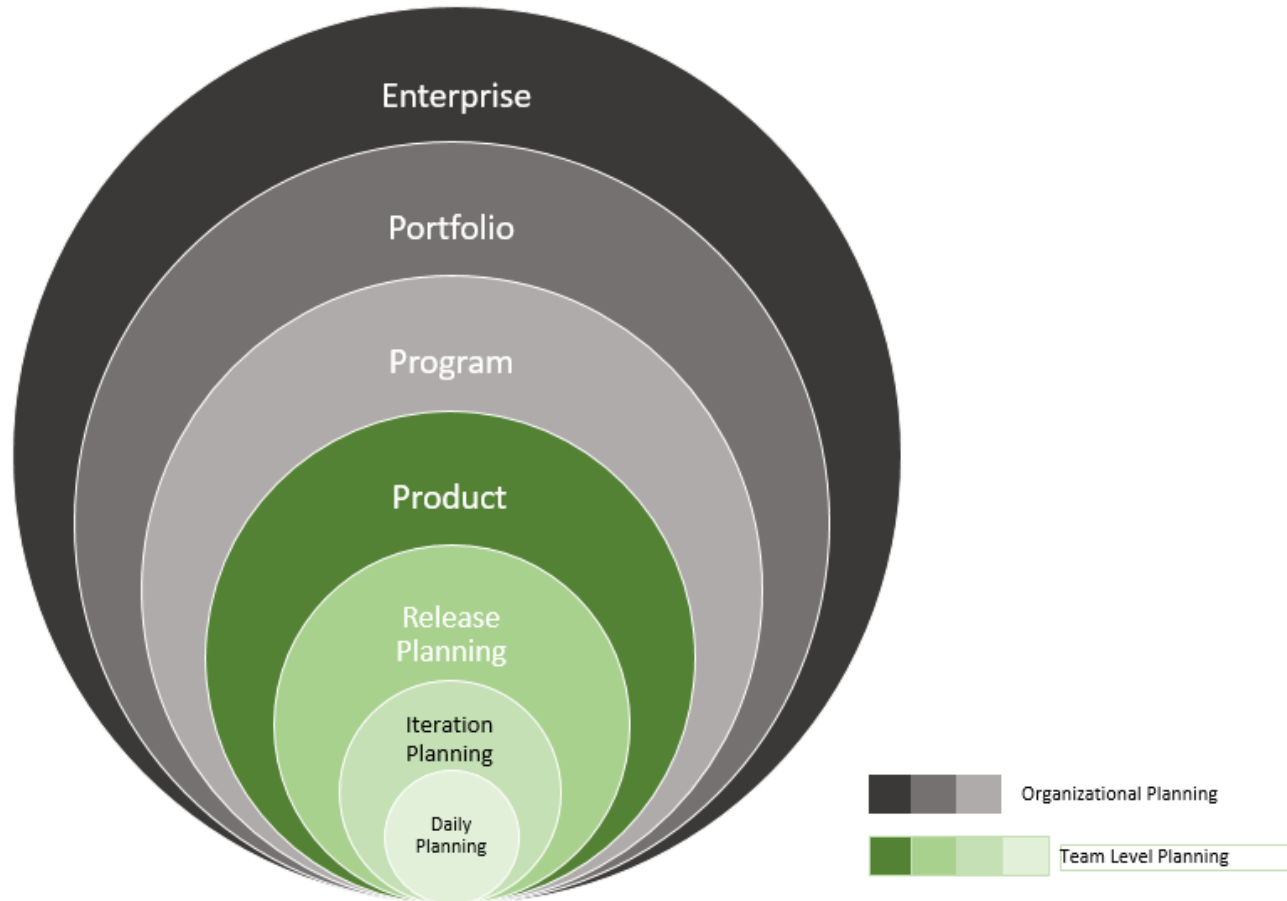 Enterprise
Portfolio
Program
Product
Release
Planning
Iteration
Planning
Daily
Planning
Organizational Planning
Team Level Planning